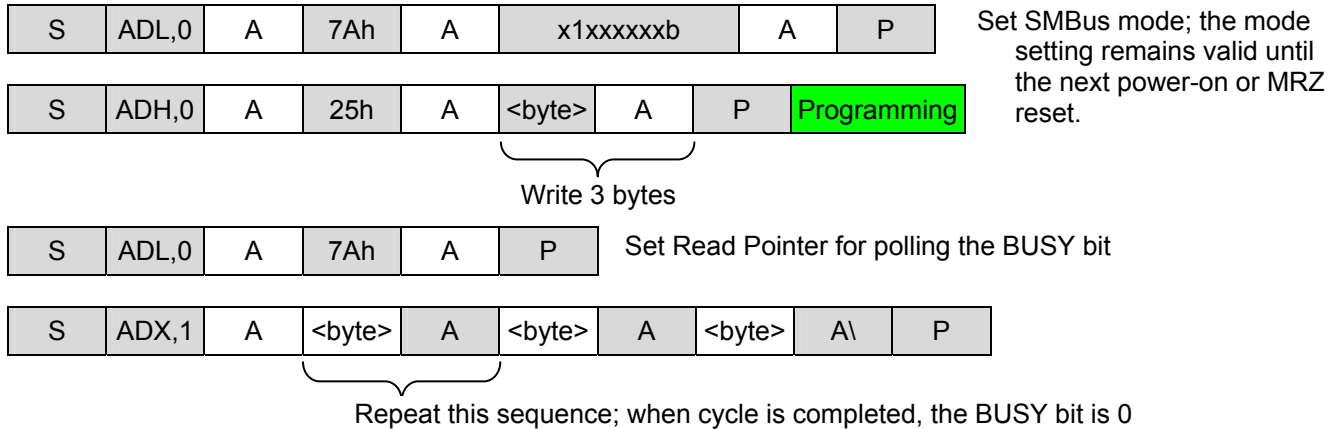 S ADL,0 A 7Ah A x1xxxxxxb A P
Set SMBus mode; the mode
setting remains valid until
the next power-on or MRZ
reset.
S ADH,0 A 25h A <byte> A P Programming
Write 3 bytes
S ADL,0 A 7Ah A P
Set Read Pointer for polling the BUSY bit
S ADX,1 A <byte> A <byte> A <byte> A\ P
Repeat this sequence; when cycle is completed, the BUSY bit is 0